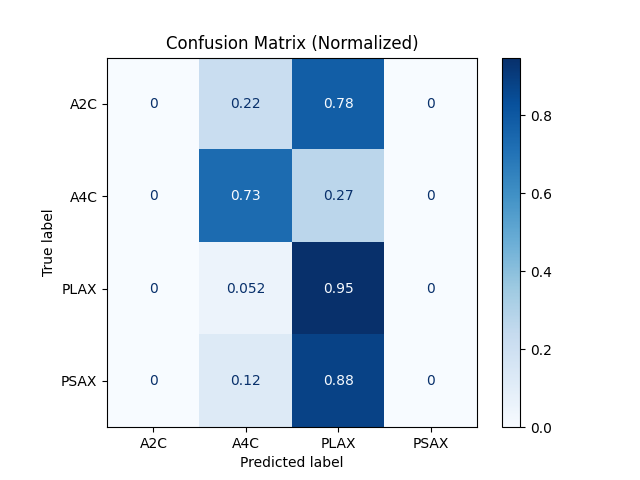 Confusion Matrix (Normalized)
A2C 0 0.22 0.78 0
A4C 0 0.73 0.27 0
PLAX 0 0.052 0.95 0
PSAX 0 0.12 0.88 0
A2C A4C PLAX PSAX
Predicted label
True label
0.8
0.6
0.4
0.2
0.0